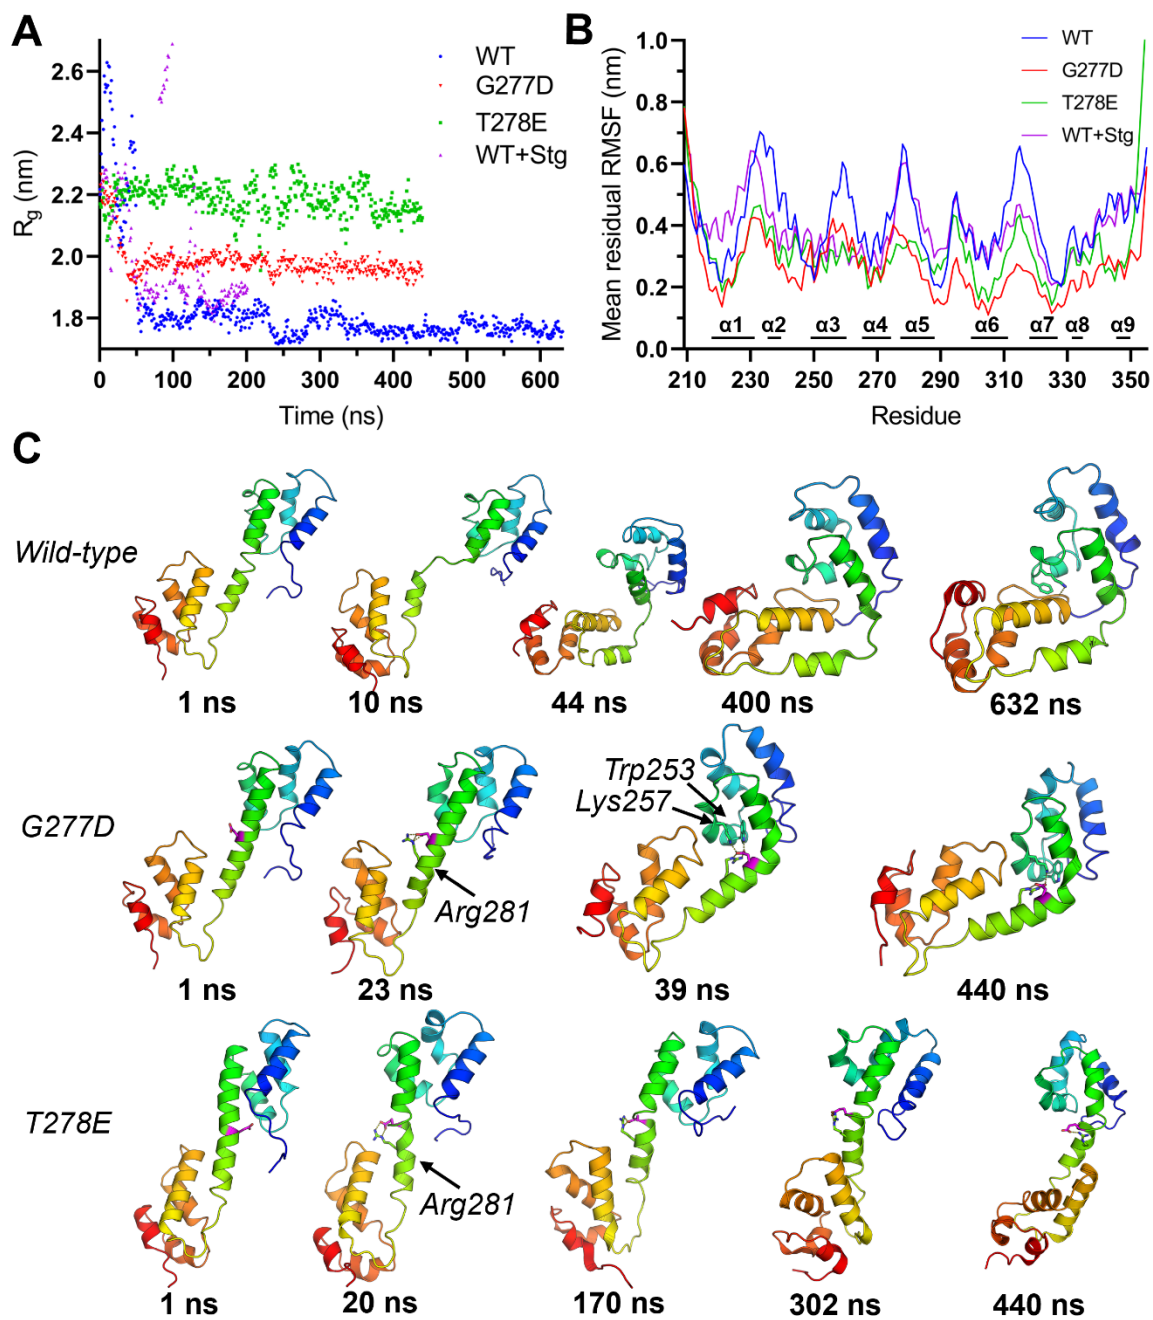 A
R_g (nm)
2.6
2.4
2.2
2.0
1.8
0 100 200 300 400 500 600
Time (ns)
WT
G277D
T278E
WT+Stg
B
Mean residual RMSF (nm)
1.0
0.8
0.6
0.4
0.2
0.0
WT
G277D
T278E
WT+Stg
α1 α2 α3 α4 α5 α6 α7 α8 α9
210 230 250 270 290 310 330 350
Residue
C
Wild-type
1 ns 10 ns 44 ns 400 ns 632 ns
G277D
Trp253
Lys257
Arg281
1 ns 23 ns 39 ns 440 ns
T278E
Arg281
1 ns 20 ns 170 ns 302 ns 440 ns